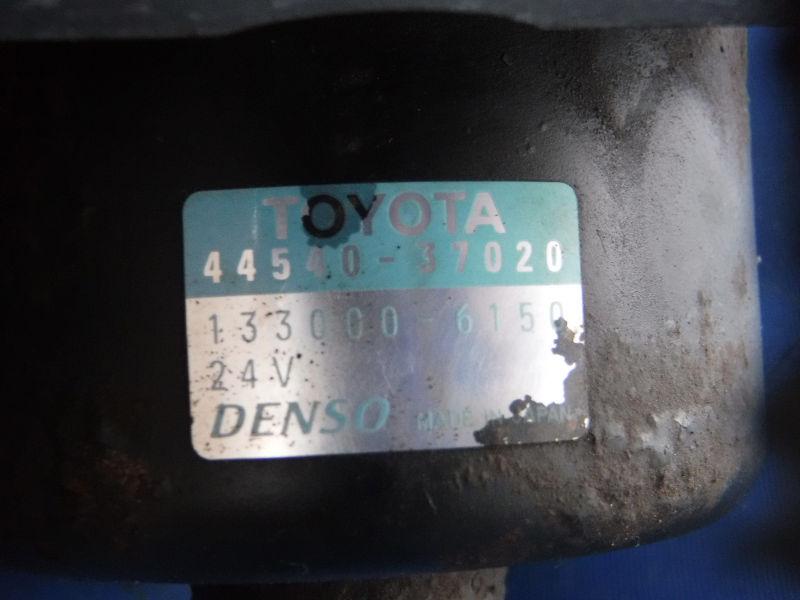 TOYOTA
44540-37020
133000-6150
24V
DENSO MADE IN JAPAN